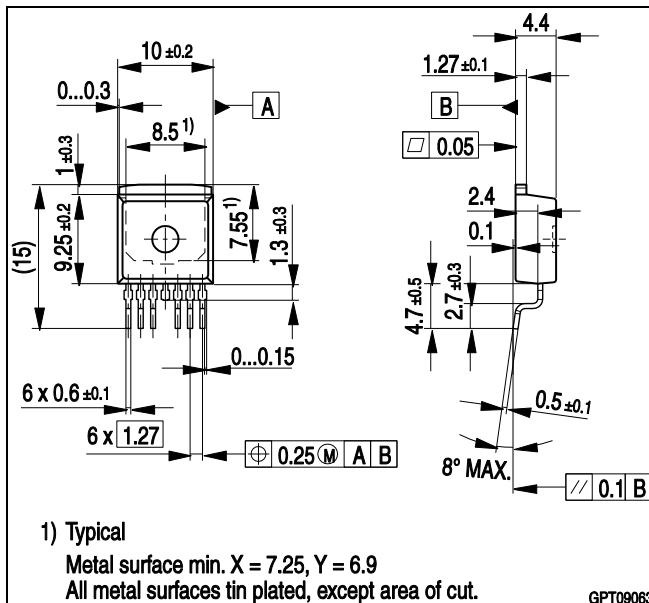 4.4
10 ±0.2
1.27 ±0.1
0...0.3
A
B
8.5 1)
0.05
1 ±0.3
2.4
7.55 1)
1.3 ±0.3
0.1
(15)
9.25 ±0.2
4.7 ±0.5
2.7 ±0.3
0...0.15
6 x 0.6 ±0.1
0.5 ±0.1
6 x 1.27
⌖ 0.25 Ⓜ A B
8° MAX.
// 0.1 B
1) Typical
Metal surface min. X = 7.25, Y = 6.9
All metal surfaces tin plated, except area of cut.
GPT09063